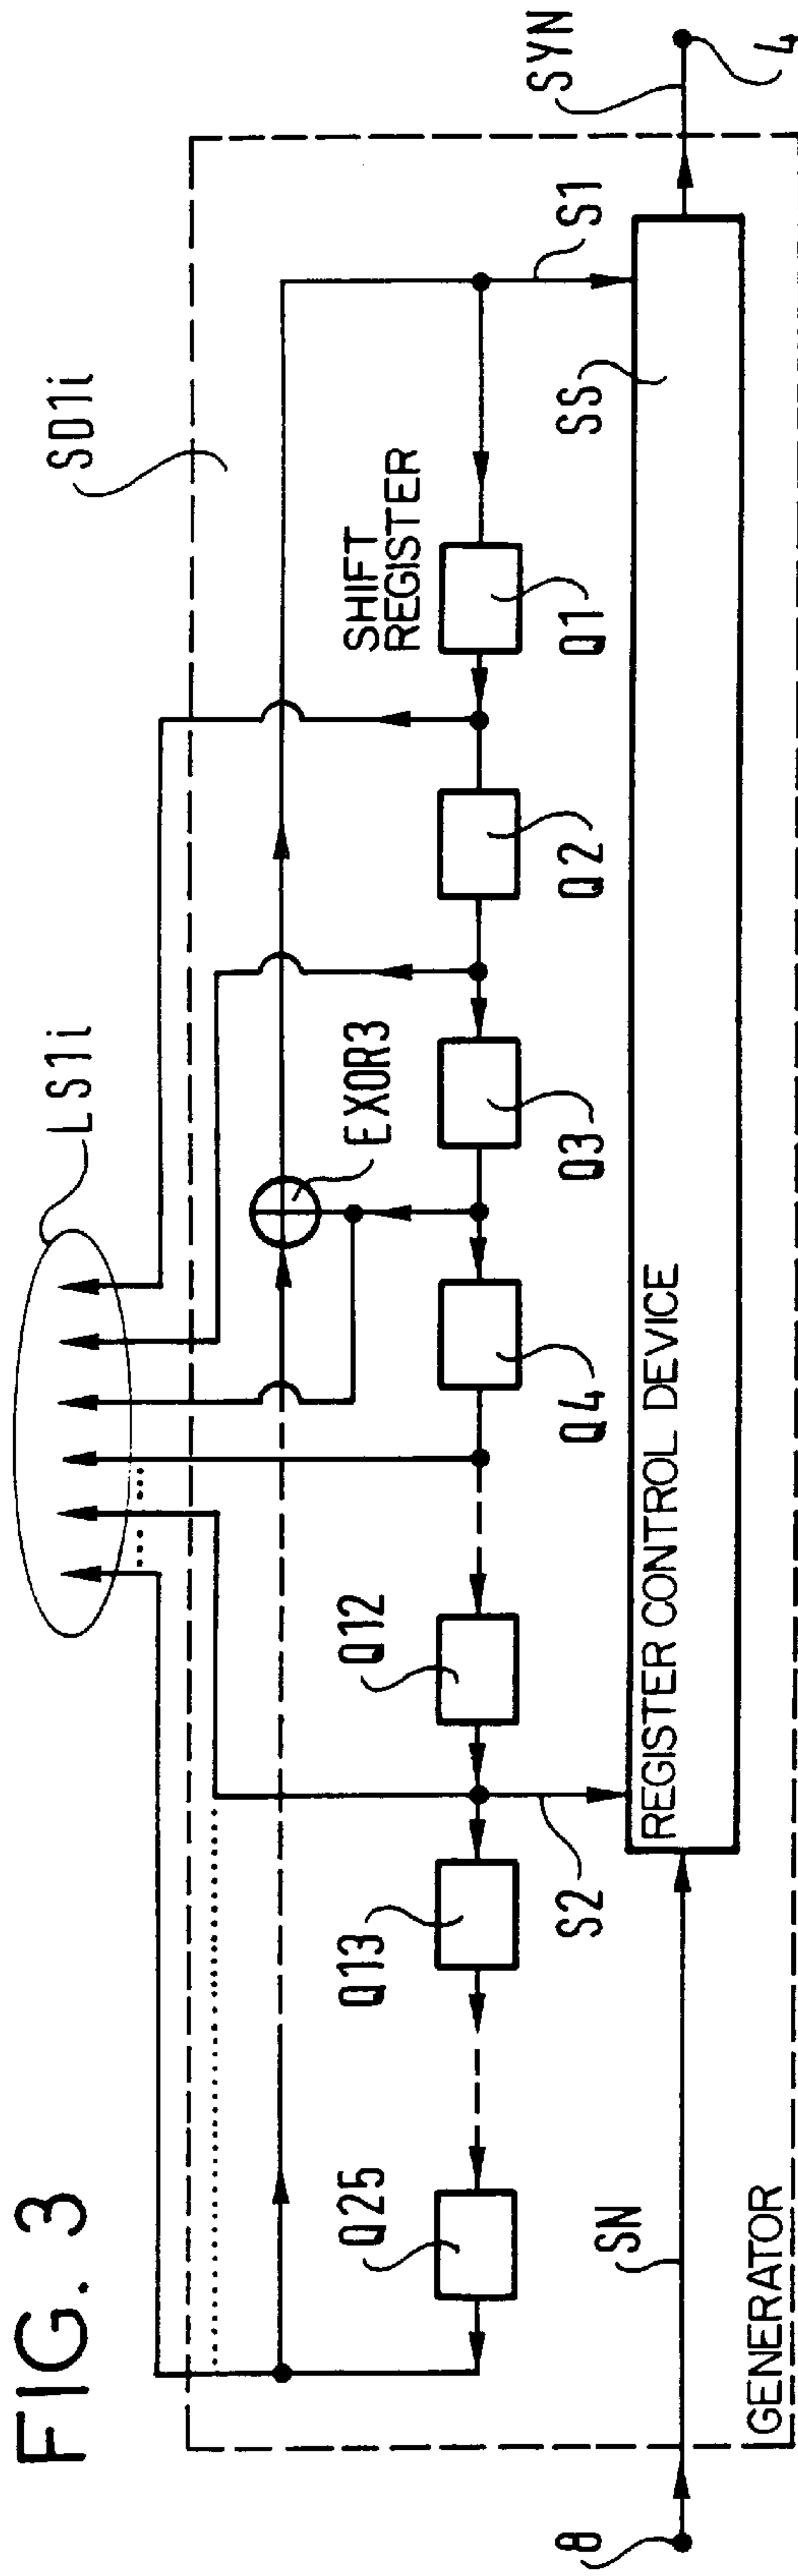 FIG. 3
LS1i
SD1i
SYN
4
S1
SS
SHIFT
REGISTER
Q1
Q2
EXOR3
Q3
Q4
Q12
Q13
Q25
S2
REGISTER CONTROL DEVICE
SN
GENERATOR
8